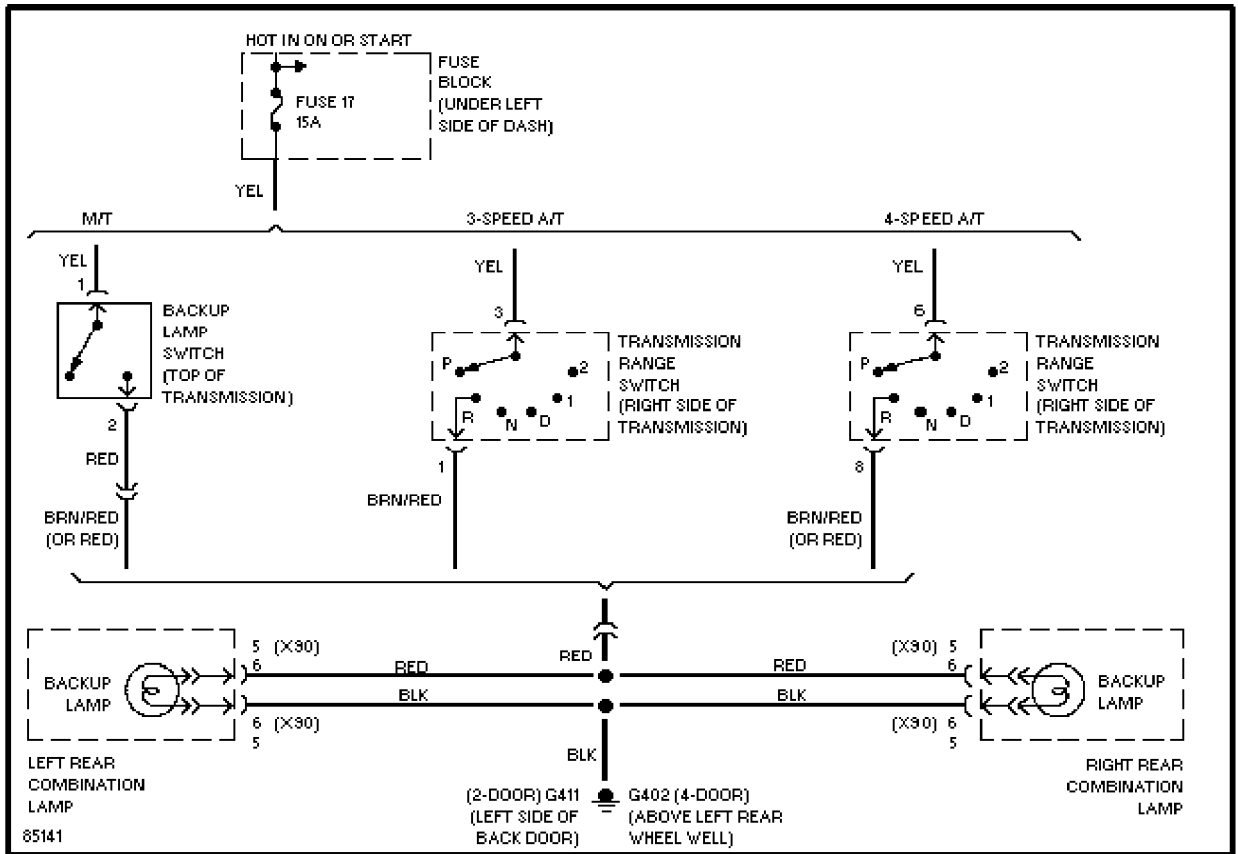 HOT IN ON OR START
FUSE
BLOCK
(UNDER LEFT
SIDE OF DASH)
FUSE 17
15A
YEL
M/T
3-SPEED A/T
4-SPEED A/T
YEL
1
BACKUP
LAMP
SWITCH
(TOP OF
TRANSMISSION)
2
RED
BRN/RED
(OR RED)
YEL
3
P
2
R
N
D
1
TRANSMISSION
RANGE
SWITCH
(RIGHT SIDE OF
TRANSMISSION)
1
BRN/RED
YEL
6
P
2
R
N
D
1
TRANSMISSION
RANGE
SWITCH
(RIGHT SIDE OF
TRANSMISSION)
8
BRN/RED
(OR RED)
BACKUP
LAMP
5 (X90)
6
RED
RED
RED
(X90) 5
6
BLK
BLK
6 (X90)
5
(X90) 6
5
BACKUP
LAMP
LEFT REAR
COMBINATION
LAMP
BLK
(2-DOOR) G411
(LEFT SIDE OF
BACK DOOR)
G402 (4-DOOR)
(ABOVE LEFT REAR
WHEEL WELL)
RIGHT REAR
COMBINATION
LAMP
85141